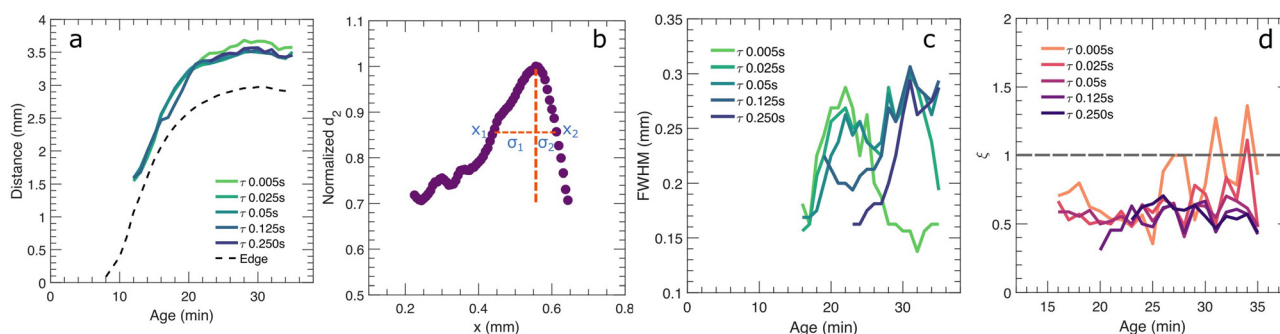 a
Distance (mm)
4
3.5
3
2.5
2
1.5
1
0.5
0
0
10
20
30
Age (min)
τ 0.005s
τ 0.025s
τ 0.05s
τ 0.125s
τ 0.250s
Edge
b
Normalized d2
1.1
1
0.9
0.8
0.7
0.6
0.5
0
0.2
0.4
0.6
0.8
x (mm)
x1
x2
σ1
σ2
c
FWHM (mm)
0.35
0.3
0.25
0.2
0.15
0.1
0
10
20
30
Age (min)
τ 0.005s
τ 0.025s
τ 0.05s
τ 0.125s
τ 0.250s
d
ξ
2
1.5
1
0.5
0
15
20
25
30
35
Age (min)
τ 0.005s
τ 0.025s
τ 0.05s
τ 0.125s
τ 0.250s